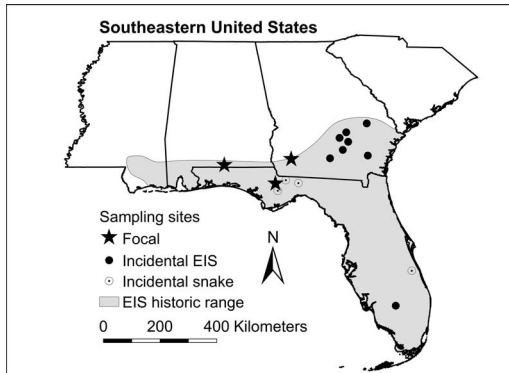 Southeastern United States
N
Sampling sites
Focal
Incidental EIS
Incidental snake
EIS historic range
0 200 400 Kilometers